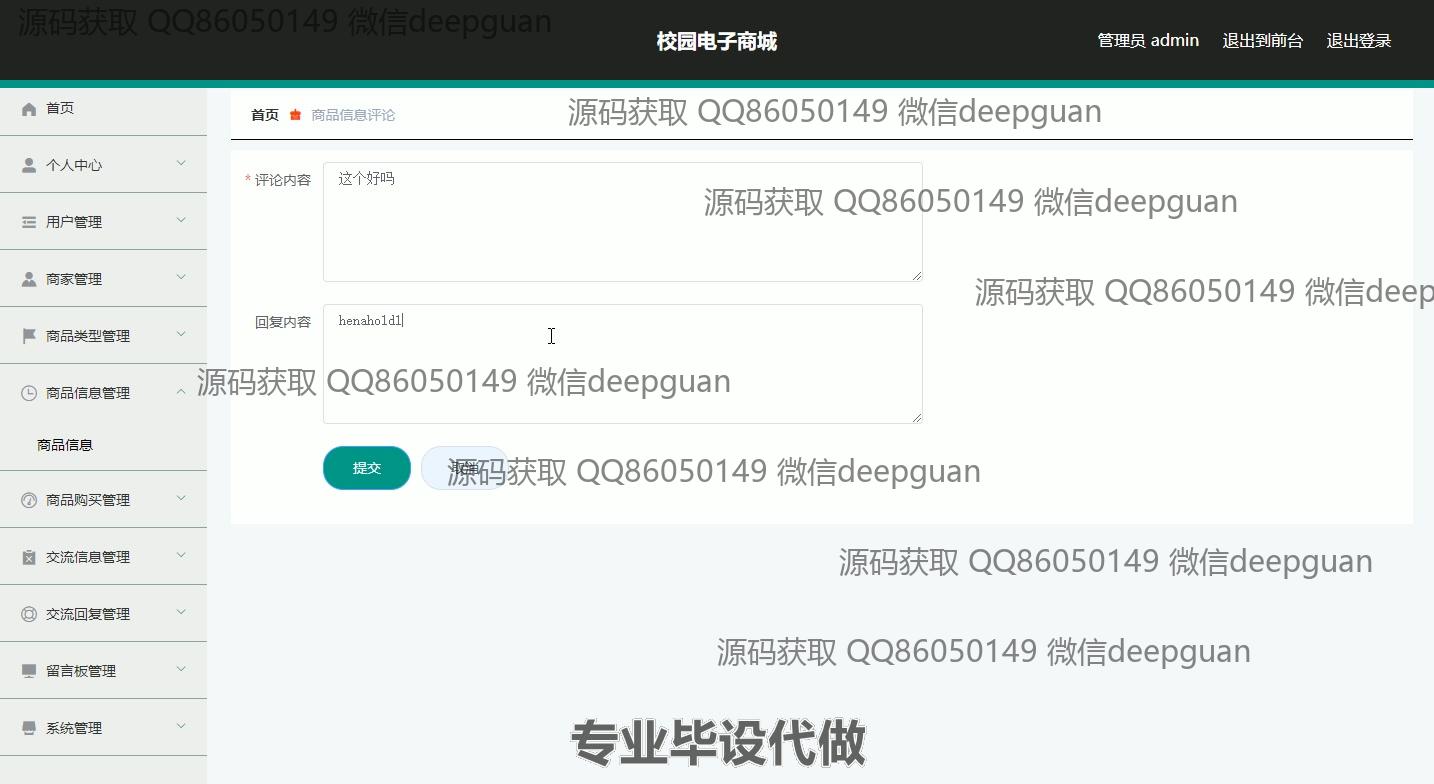 源码获取 QQ86050149 微信deepguan
校园电子商城
管理员 admin 退出到前台 退出登录
首页
首页 商品信息评论
源码获取 QQ86050149 微信deepguan
个人中心
* 评论内容 这个好吗
源码获取 QQ86050149 微信deepguan
用户管理
商家管理
源码获取 QQ86050149 微信deep
回复内容 henaho1d1
商品类型管理
商品信息管理
源码获取 QQ86050149 微信deepguan
商品信息
提交 取消
源码获取 QQ86050149 微信deepguan
商品购买管理
交流信息管理
源码获取 QQ86050149 微信deepguan
交流回复管理
留言板管理
源码获取 QQ86050149 微信deepguan
系统管理
专业毕设代做